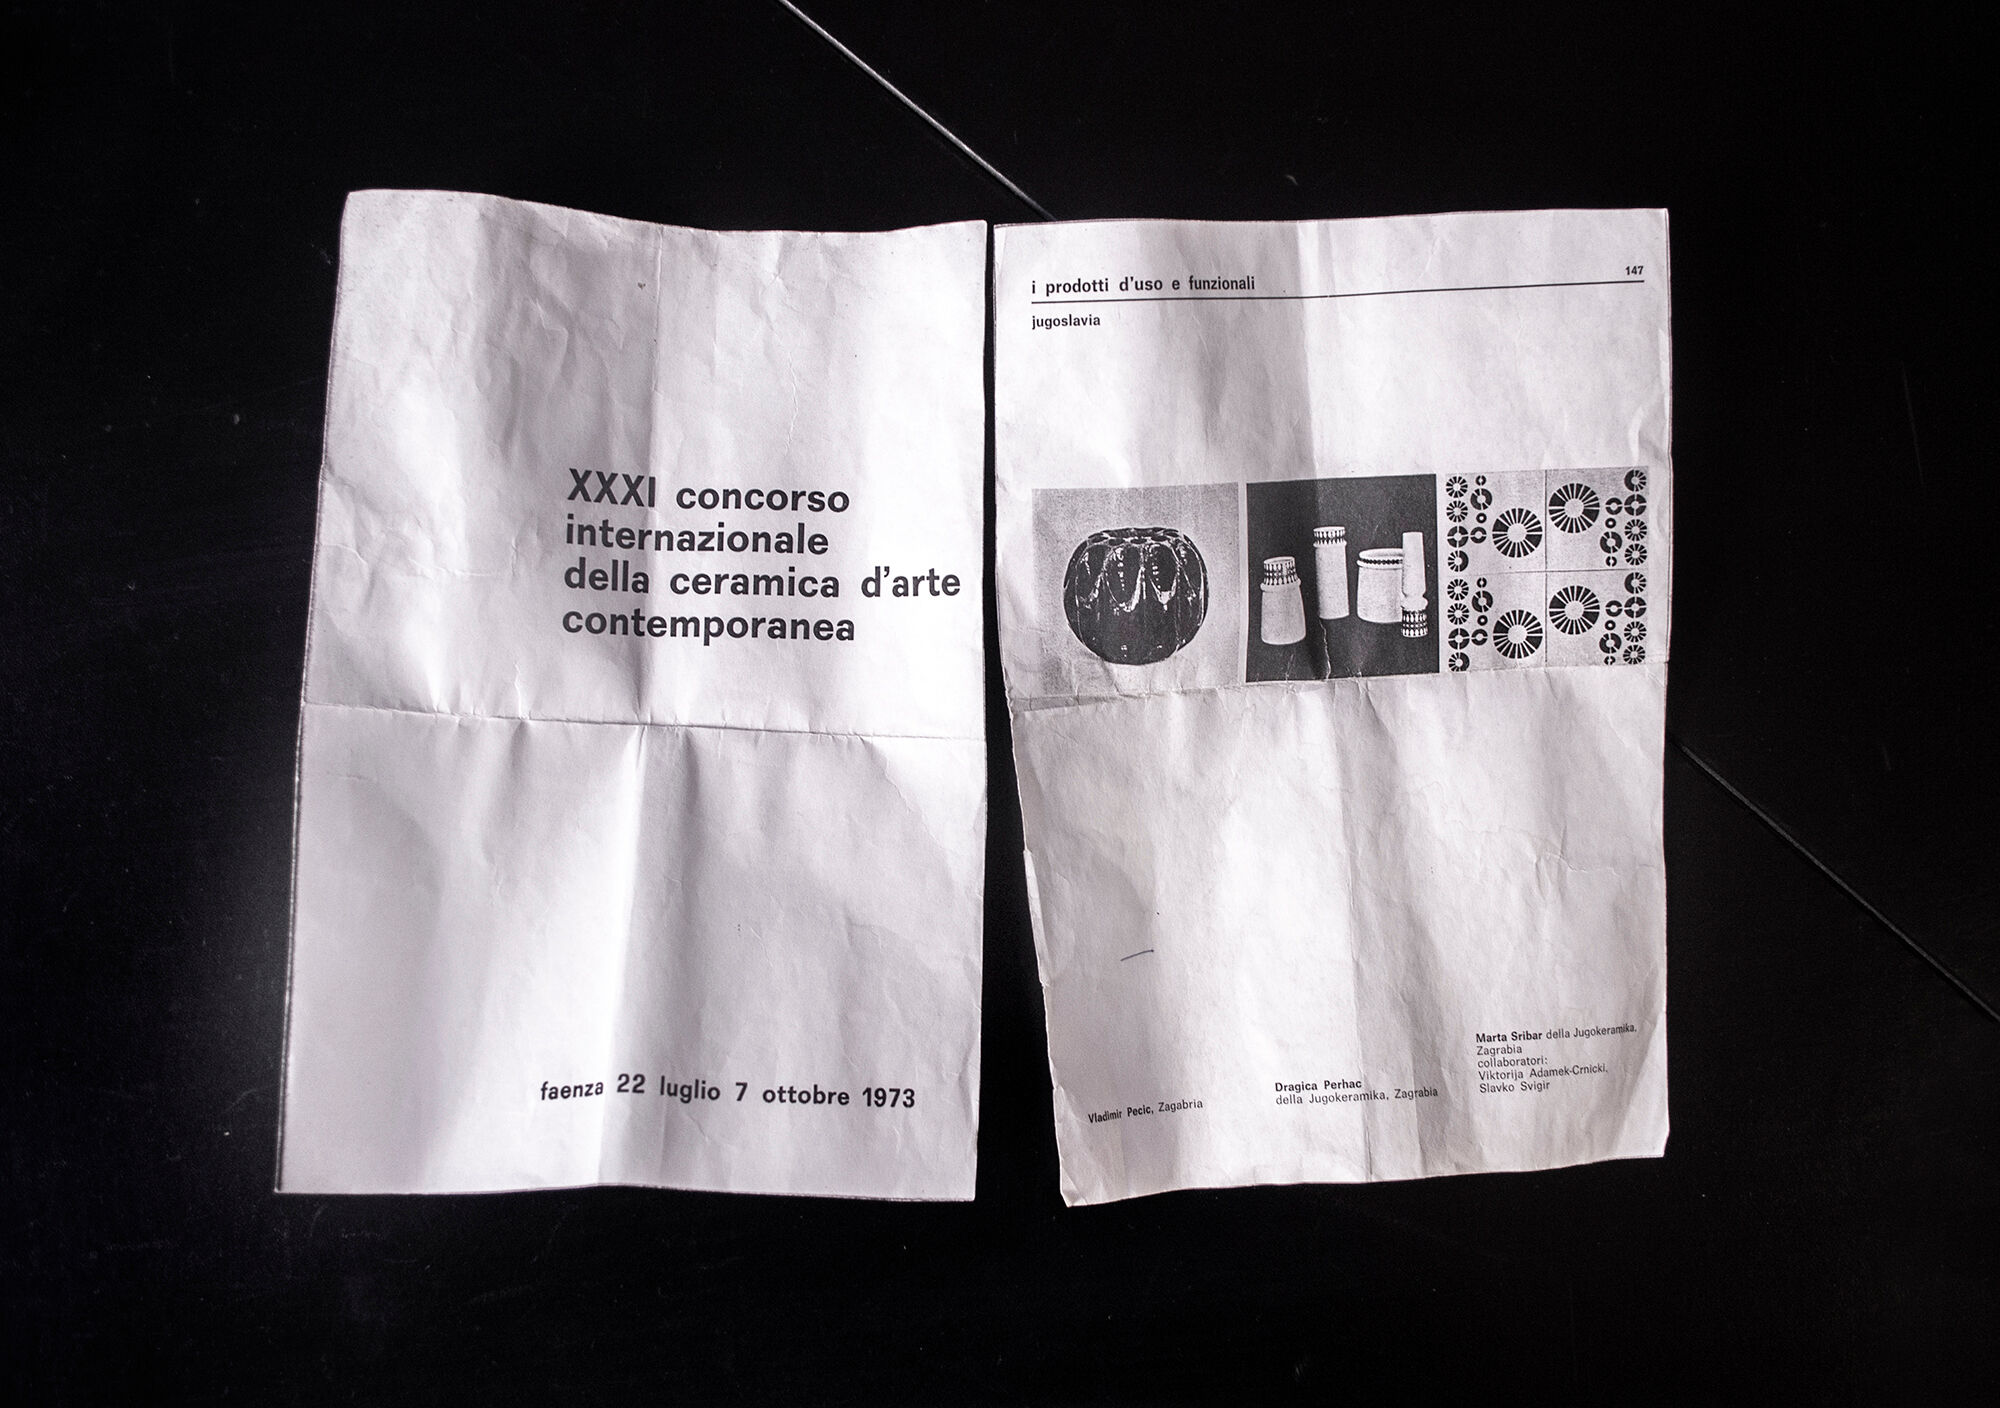 XXXI concorso
internazionale
della ceramica d'arte
contemporanea
faenza 22 luglio 7 ottobre 1973
i prodotti d'uso e funzionali
147
jugoslavia
Vladimir Pecic, Zagabria
Dragica Perhac
della Jugokeramika, Zagrabia
Marta Sribar della Jugokeramika,
Zagrabia
collaboratori:
Viktorija Adamek-Crnicki,
Slavko Svigir